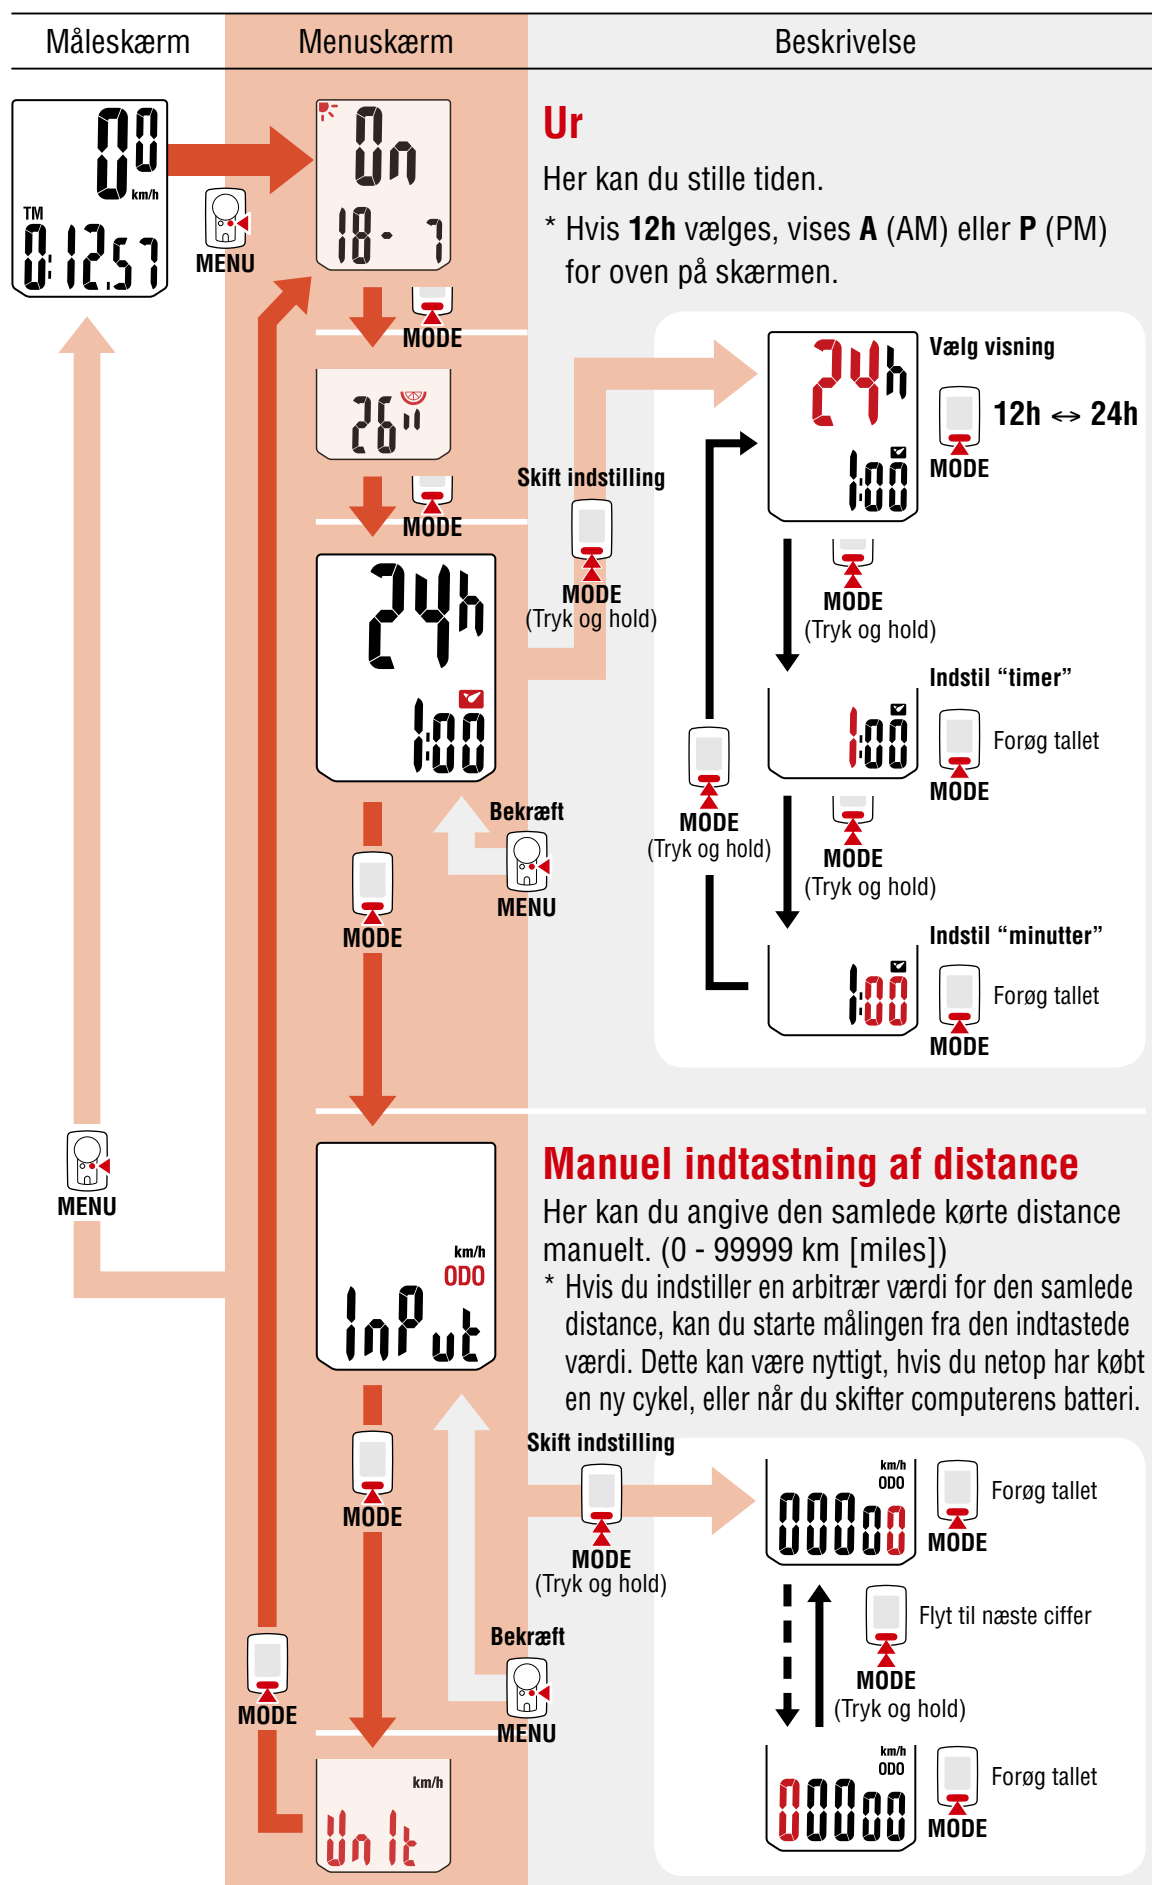 Måleskærm
Menuskærm
Beskrivelse
00
km/h
TM
0:12.57
MENU
On
18- 7
MODE
26"
MODE
24h
1:00
Bekræft
MENU
MODE
Ur
Her kan du stille tiden.
* Hvis 12h vælges, vises A (AM) eller P (PM)
for oven på skærmen.
Skift indstilling
MODE
(Tryk og hold)
24h
1:00
Vælg visning
12h ↔ 24h
MODE
MODE
(Tryk og hold)
Indstil “timer”
1:00
Forøg tallet
MODE
MODE
(Tryk og hold)
MODE
(Tryk og hold)
Indstil “minutter”
1:00
Forøg tallet
MODE
MENU
km/h
ODO
InPut
Manuel indtastning af distance
Her kan du angive den samlede kørte distance
manuelt. (0 - 99999 km [miles])
* Hvis du indstiller en arbitrær værdi for den samlede
distance, kan du starte målingen fra den indtastede
værdi. Dette kan være nyttigt, hvis du netop har købt
en ny cykel, eller når du skifter computerens batteri.
MODE
Skift indstilling
MODE
(Tryk og hold)
km/h
ODO
00000
Forøg tallet
MODE
Flyt til næste ciffer
MODE
(Tryk og hold)
Bekræft
MENU
MODE
km/h
UnIt
km/h
ODO
00000
Forøg tallet
MODE